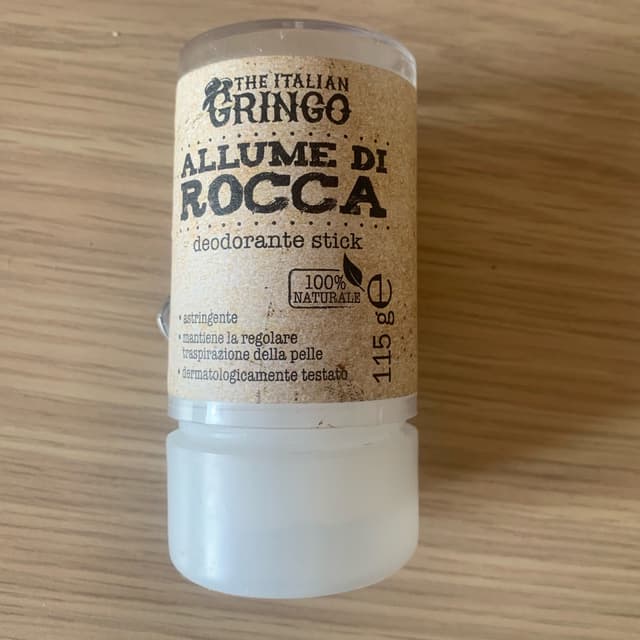 THE ITALIAN
GRINGO
ALLUME DI
ROCCA
deodorante stick
100%
NATURALE
• astringente
• mantiene la regolare
traspirazione della pelle
• dermatologicamente testato
115 g e